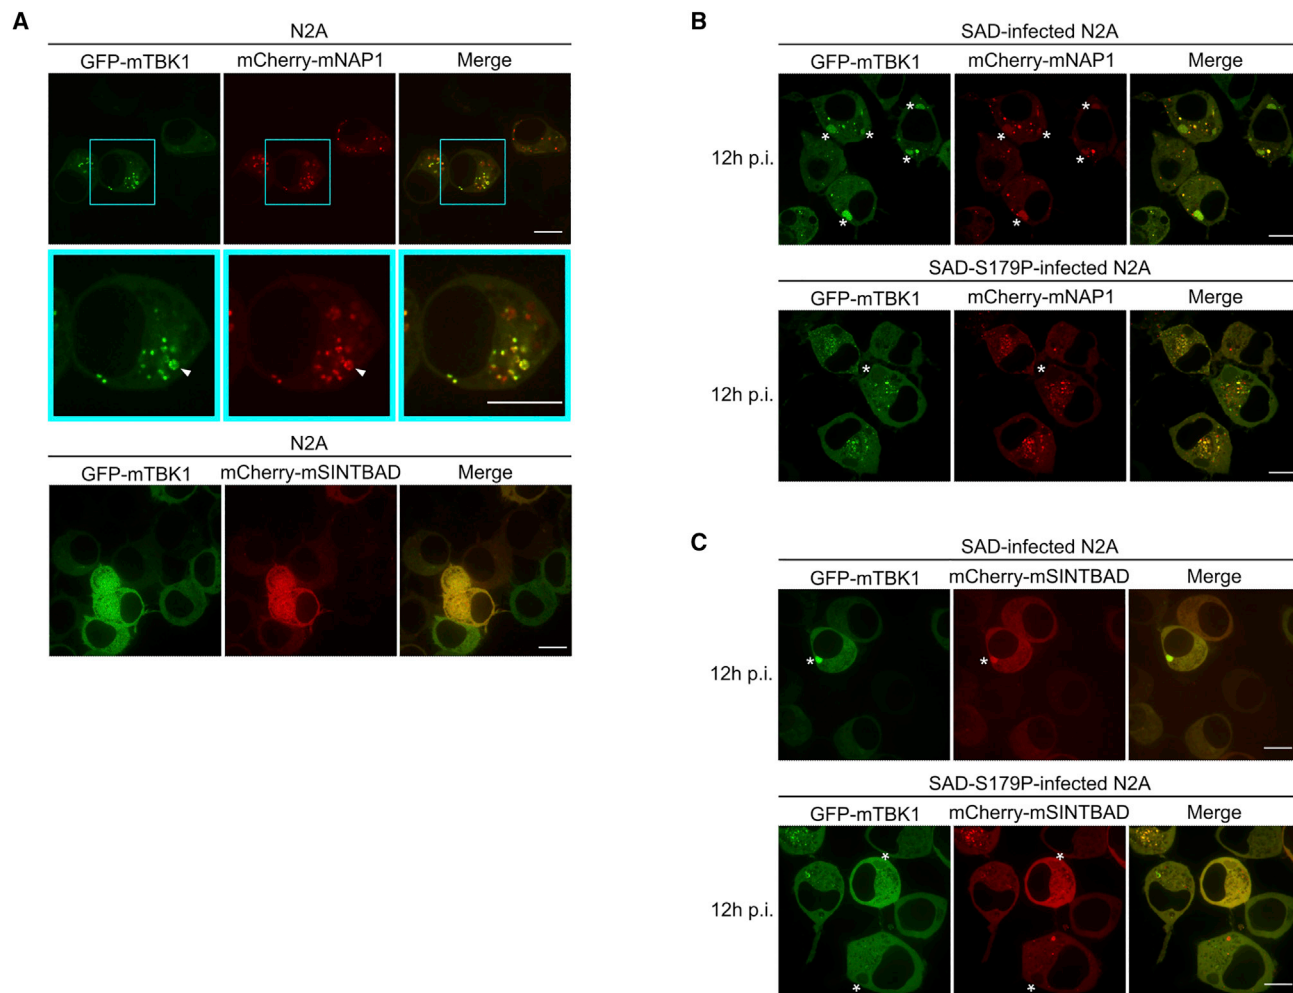 A
N2A
GFP-mTBK1 mCherry-mNAP1 Merge
N2A
GFP-mTBK1 mCherry-mSINTBAD Merge
B
SAD-infected N2A
GFP-mTBK1 mCherry-mNAP1 Merge
* * * * *
* * * * *
12h p.i.
SAD-S179P-infected N2A
GFP-mTBK1 mCherry-mNAP1 Merge
* *
12h p.i.
C
SAD-infected N2A
GFP-mTBK1 mCherry-mSINTBAD Merge
* *
12h p.i.
SAD-S179P-infected N2A
GFP-mTBK1 mCherry-mSINTBAD Merge
* *
12h p.i.
* *